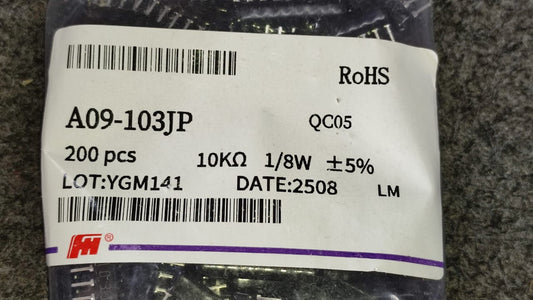 RoHS
A09-103JP QC05
200 pcs 10KΩ 1/8W ±5%
LOT:YGM141 DATE:2508 LM
®